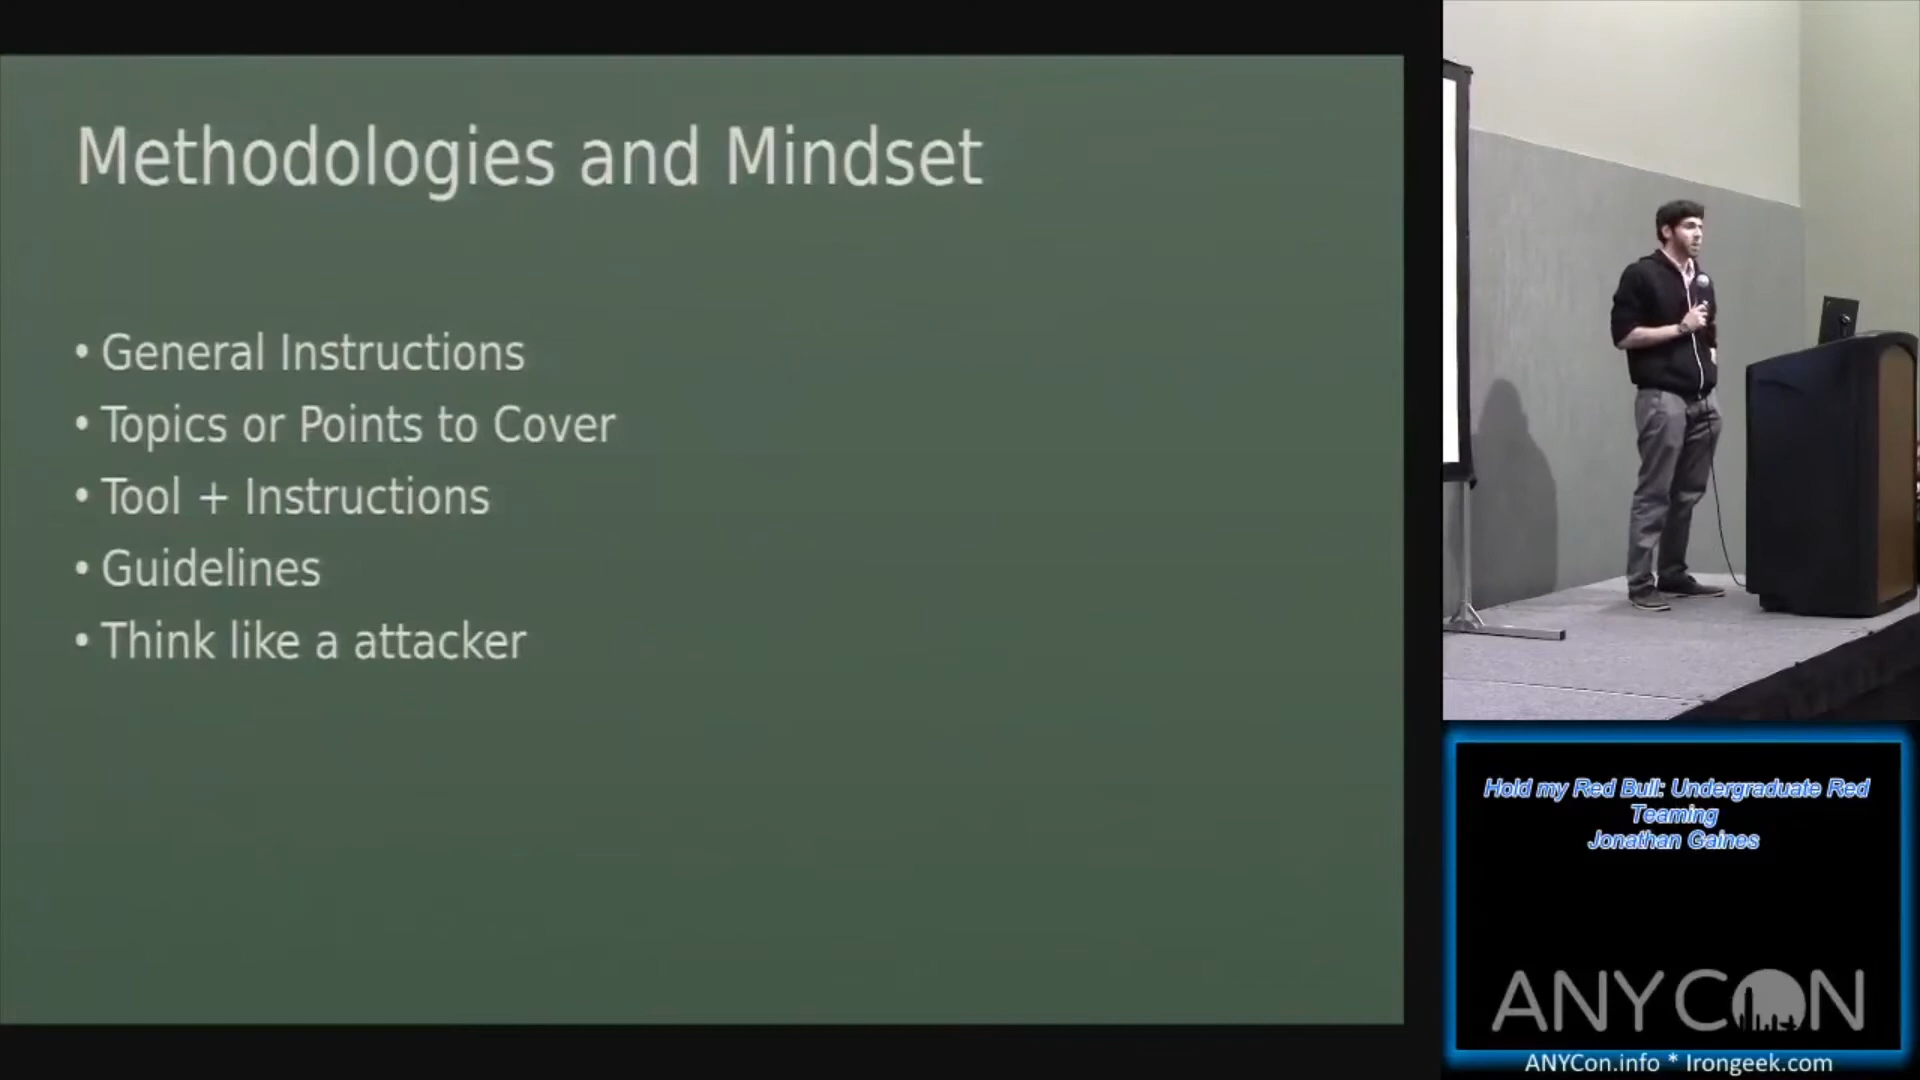 Methodologies and Mindset
• General Instructions
• Topics or Points to Cover
• Tool + Instructions
• Guidelines
• Think like a attacker
Hold my Red Bull: Undergraduate Red
Teaming
Jonathan Gaines
ANYCON
ANYCon.info * Irongeek.com